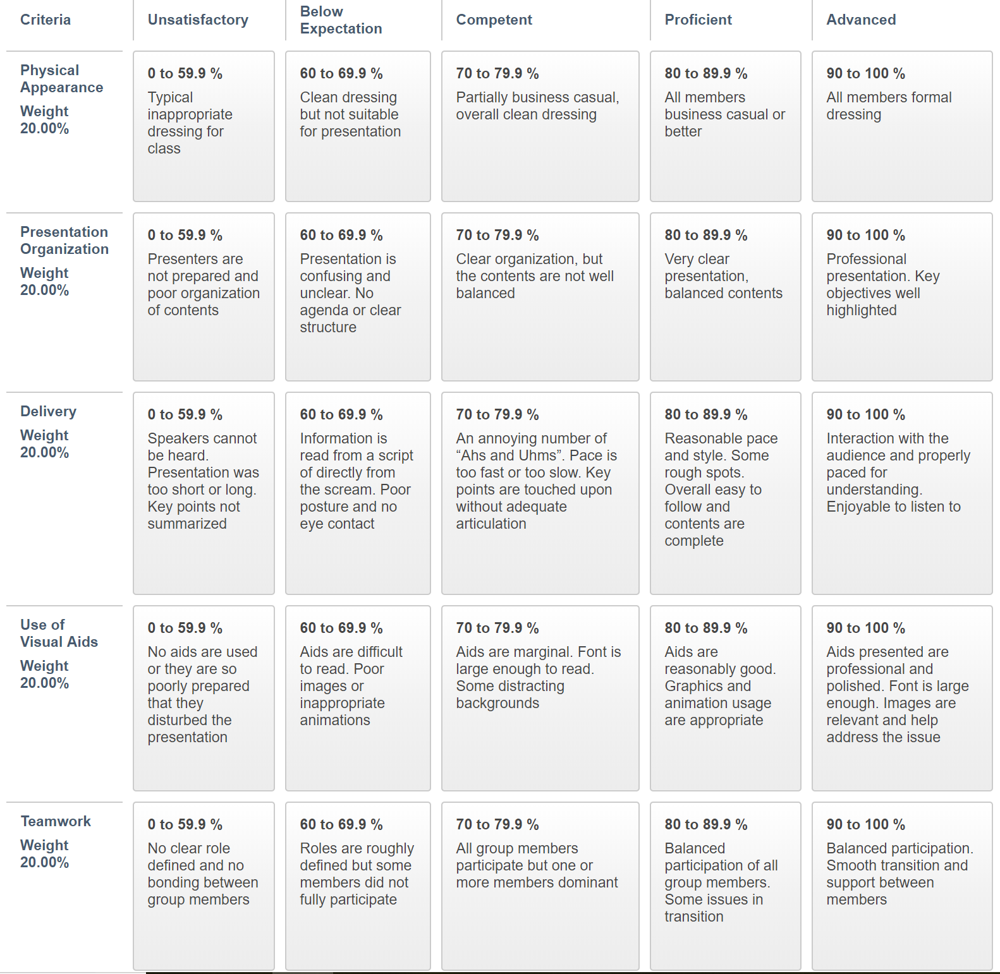 Criteria
Unsatisfactory
Below
Expectation
Competent
Proficient
Advanced
Physical
Appearance
Weight
20.00%
0 to 59.9 %
Typical
inappropriate
dressing for
class
60 to 69.9 %
Clean dressing
but not suitable
for presentation
70 to 79.9 %
Partially business casual,
overall clean dressing
80 to 89.9 %
All members
business casual or
better
90 to 100 %
All members formal
dressing
Presentation
Organization
Weight
20.00%
0 to 59.9 %
Presenters are
not prepared and
poor organization
of contents
60 to 69.9 %
Presentation is
confusing and
unclear. No
agenda or clear
structure
70 to 79.9 %
Clear organization, but
the contents are not well
balanced
80 to 89.9 %
Very clear
presentation,
balanced contents
90 to 100 %
Professional
presentation. Key
objectives well
highlighted
Delivery
Weight
20.00%
0 to 59.9 %
Speakers cannot
be heard.
Presentation was
too short or long.
Key points not
summarized
60 to 69.9 %
Information is
read from a script
of directly from
the scream. Poor
posture and no
eye contact
70 to 79.9 %
An annoying number of
“Ahs and Uhms”. Pace is
too fast or too slow. Key
points are touched upon
without adequate
articulation
80 to 89.9 %
Reasonable pace
and style. Some
rough spots.
Overall easy to
follow and
contents are
complete
90 to 100 %
Interaction with the
audience and properly
paced for
understanding.
Enjoyable to listen to
Use of
Visual Aids
Weight
20.00%
0 to 59.9 %
No aids are used
or they are so
poorly prepared
that they
disturbed the
presentation
60 to 69.9 %
Aids are difficult
to read. Poor
images or
inappropriate
animations
70 to 79.9 %
Aids are marginal. Font is
large enough to read.
Some distracting
backgrounds
80 to 89.9 %
Aids are
reasonably good.
Graphics and
animation usage
are appropriate
90 to 100 %
Aids presented are
professional and
polished. Font is large
enough. Images are
relevant and help
address the issue
Teamwork
Weight
20.00%
0 to 59.9 %
No clear role
defined and no
bonding between
group members
60 to 69.9 %
Roles are roughly
defined but some
members did not
fully participate
70 to 79.9 %
All group members
participate but one or
more members dominant
80 to 89.9 %
Balanced
participation of all
group members.
Some issues in
transition
90 to 100 %
Balanced participation.
Smooth transition and
support between
members